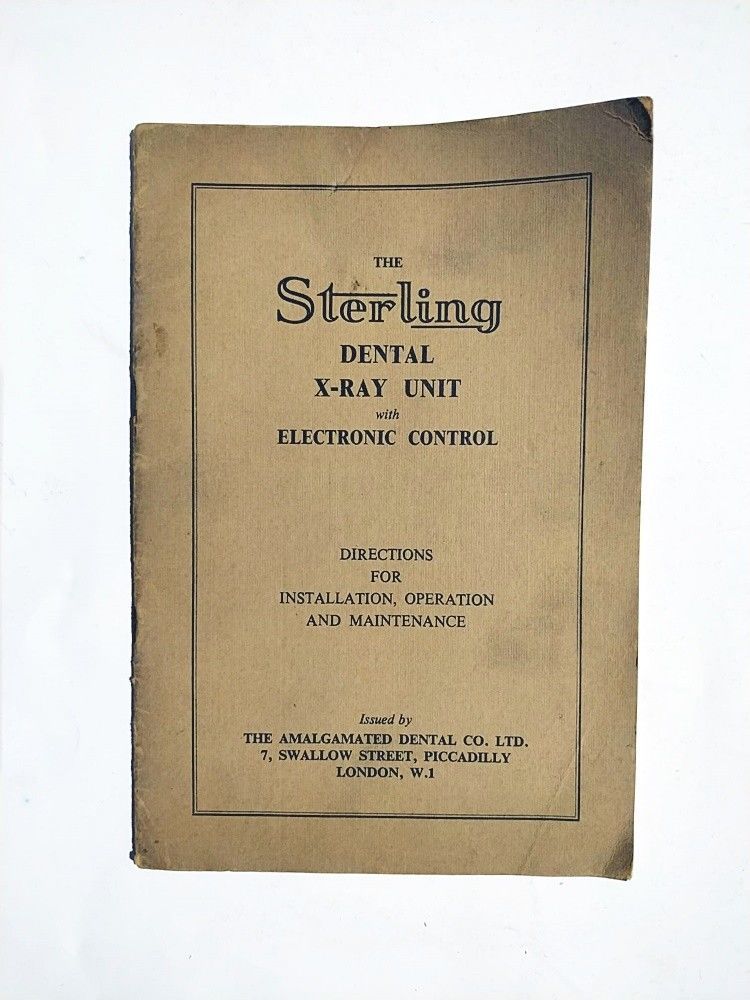 THE
Sterling
DENTAL
X-RAY UNIT
with
ELECTRONIC CONTROL
DIRECTIONS
FOR
INSTALLATION, OPERATION
AND MAINTENANCE
Issued by
THE AMALGAMATED DENTAL CO. LTD.
7, SWALLOW STREET, PICCADILLY
LONDON, W.1